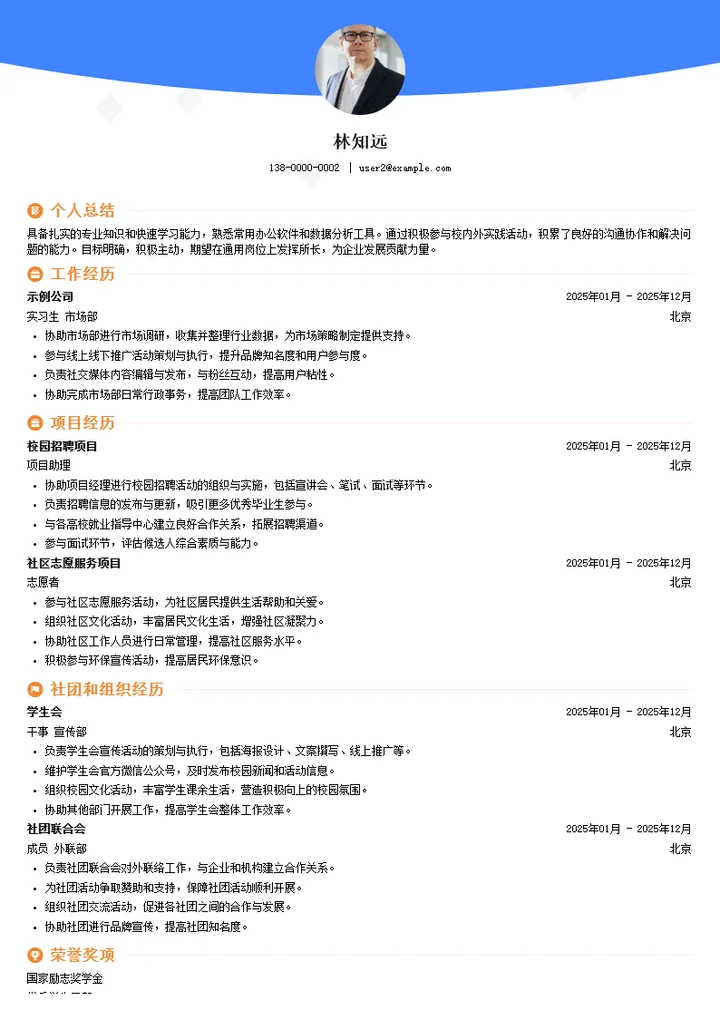 林知远
138-0000-0002 | user2@example.com
个人总结
具备扎实的专业知识和快速学习能力，熟悉常用办公软件和数据分析工具。通过积极参与校内外实践活动，积累了良好的沟通协作和解决问
题的能力。目标明确，积极主动，期望在通用岗位上发挥所长，为企业发展贡献力量。
工作经历
示例公司 2025年01月 - 2025年12月
实习生 市场部 北京
• 协助市场部进行市场调研，收集并整理行业数据，为市场策略制定提供支持。
• 参与线上线下推广活动策划与执行，提升品牌知名度和用户参与度。
• 负责社交媒体内容编辑与发布，与粉丝互动，提高用户粘性。
• 协助完成市场部日常行政事务，提高团队工作效率。
项目经历
校园招聘项目 2025年01月 - 2025年12月
项目助理 北京
• 协助项目经理进行校园招聘活动的组织与实施，包括宣讲会、笔试、面试等环节。
• 负责招聘信息的发布与更新，吸引更多优秀毕业生参与。
• 与各高校就业指导中心建立良好合作关系，拓展招聘渠道。
• 参与面试环节，评估候选人综合素质与能力。
社区志愿服务项目 2025年01月 - 2025年12月
志愿者 北京
• 参与社区志愿服务活动，为社区居民提供生活帮助和关爱。
• 组织社区文化活动，丰富居民文化生活，增强社区凝聚力。
• 协助社区工作人员进行日常管理，提高社区服务水平。
• 积极参与环保宣传活动，提高居民环保意识。
社团和组织经历
学生会 2025年01月 - 2025年12月
干事 宣传部 北京
• 负责学生会宣传活动的策划与执行，包括海报设计、文案撰写、线上推广等。
• 维护学生会官方微信公众号，及时发布校园新闻和活动信息。
• 组织校园文化活动，丰富学生课余生活，营造积极向上的校园氛围。
• 协助其他部门开展工作，提高学生会整体工作效率。
社团联合会 2025年01月 - 2025年12月
成员 外联部 北京
• 负责社团联合会对外联络工作，与企业和机构建立合作关系。
• 为社团活动争取赞助和支持，保障社团活动顺利开展。
• 组织社团交流活动，促进各社团之间的合作与发展。
• 协助社团进行品牌宣传，提高社团知名度。
荣誉奖项
国家励志奖学金